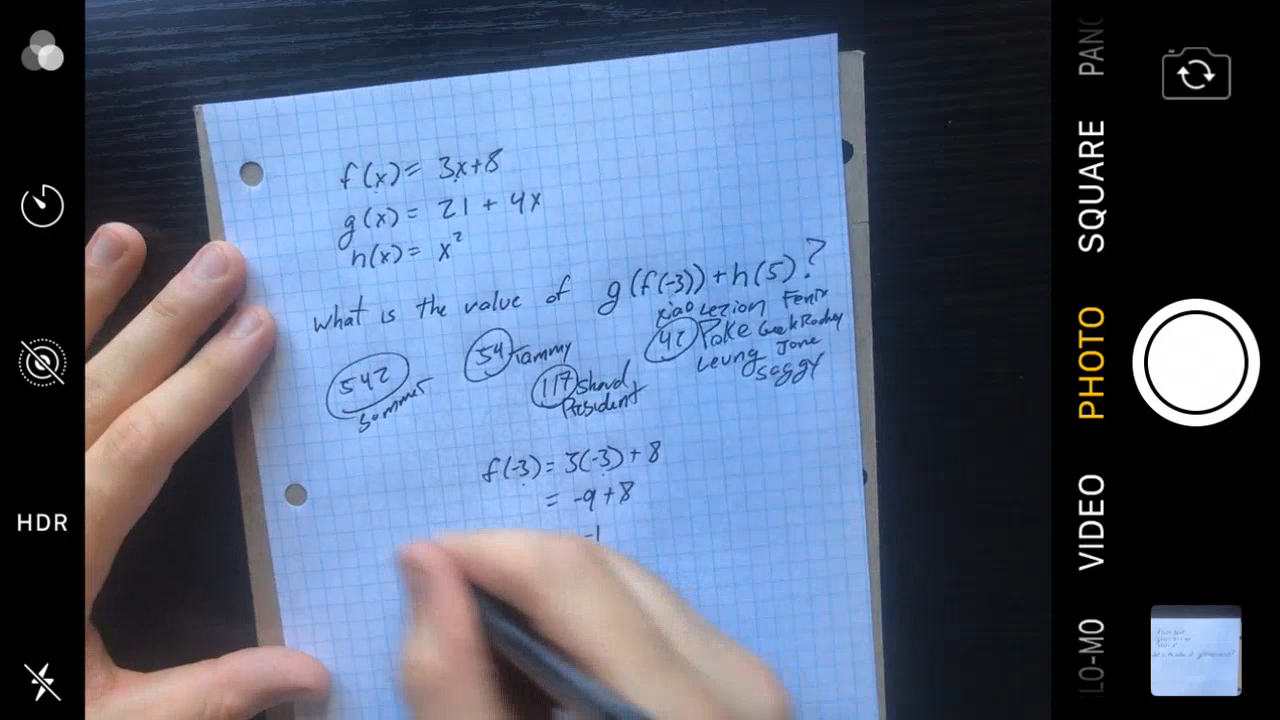 f(x) = 3x+8
g(x) = 21 + 4x
h(x) = x²
What is the value of g(f(-3)) + h(5)?
xiao Lezion Fenix
542 54 Tammy 42 Poke GeekRodney
Sommer 117 Leung Jone
President soggy
f(-3) = 3(-3) + 8
= -9 + 8
-1
HDR
PANO
SQUARE
PHOTO
VIDEO
LO-MO